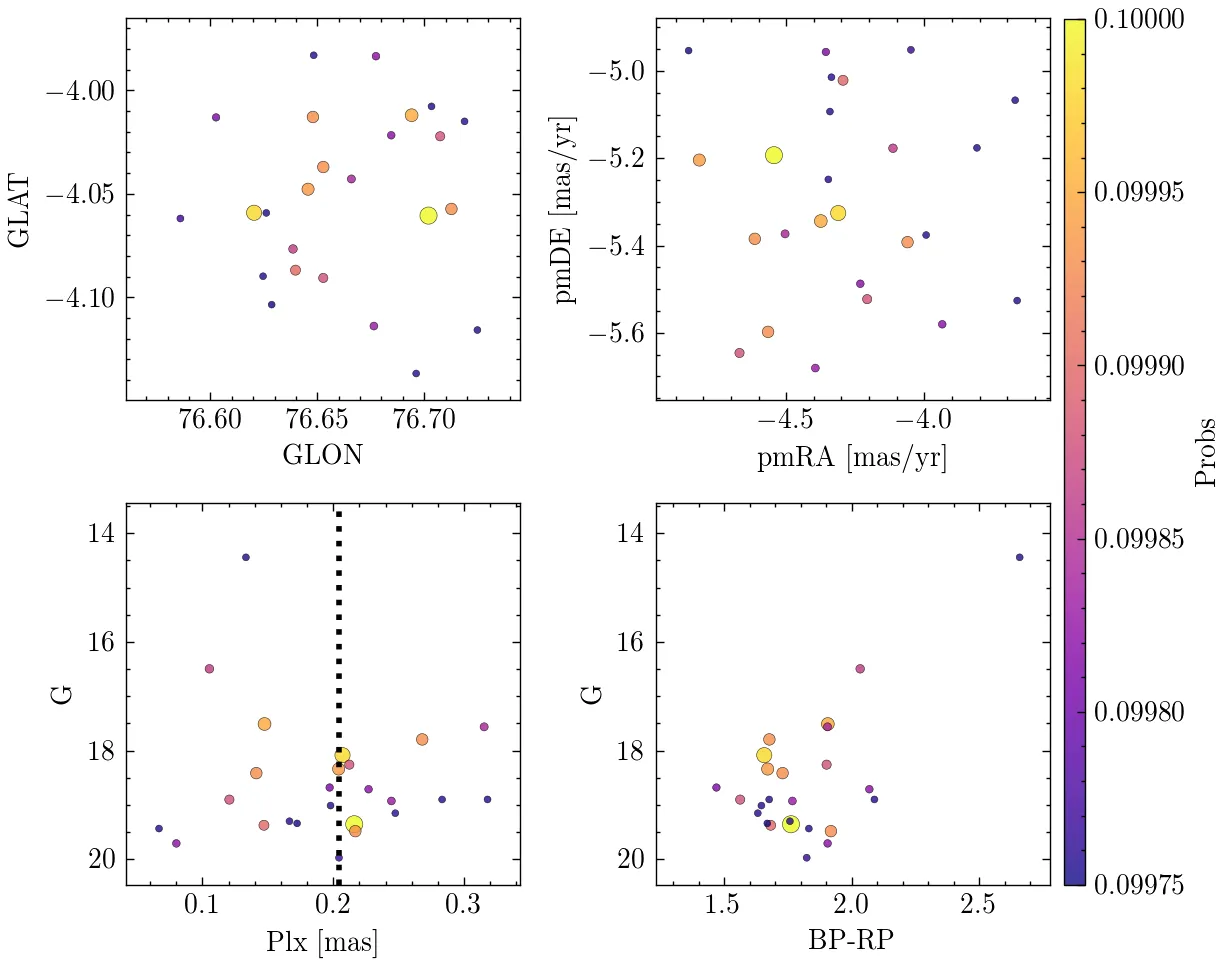 −4.00
−4.05
−4.10
GLAT
76.60 76.65 76.70
GLON
−5.0
−5.2
−5.4
−5.6
pmDE [mas/yr]
−4.5 −4.0
pmRA [mas/yr]
14
16
18
20
G
0.1 0.2 0.3
Plx [mas]
14
16
18
20
G
1.5 2.0 2.5
BP-RP
0.10000
0.09995
0.09990
0.09985
0.09980
0.09975
Probs